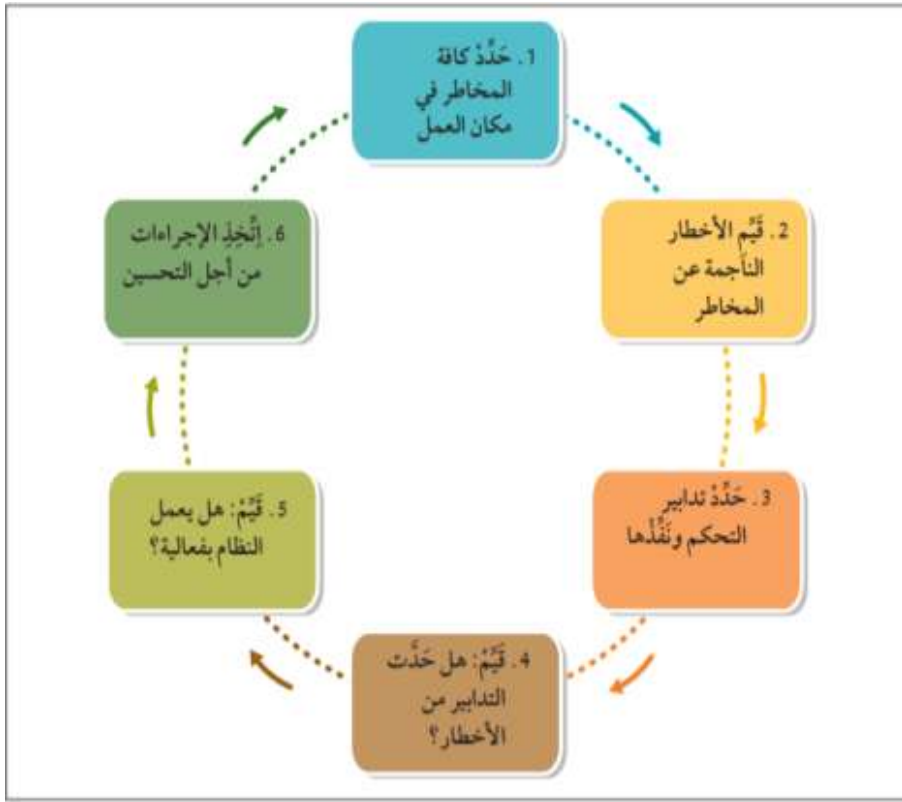 1. حَدِّدْ كافة
المخاطر في
مكان العمل
2. قَيِّمِ الأخطار
الناجمة عن
المخاطر
3. حَدِّدْ تدابير
التحكم ونَفِّذْها
4. قَيِّمْ: هل حَدَّت
التدابير من
الأخطار؟
5. قَيِّمْ: هل يعمل
النظام بفعالية؟
6. اِتَّخِذِ الإجراءات
من أجل التحسين